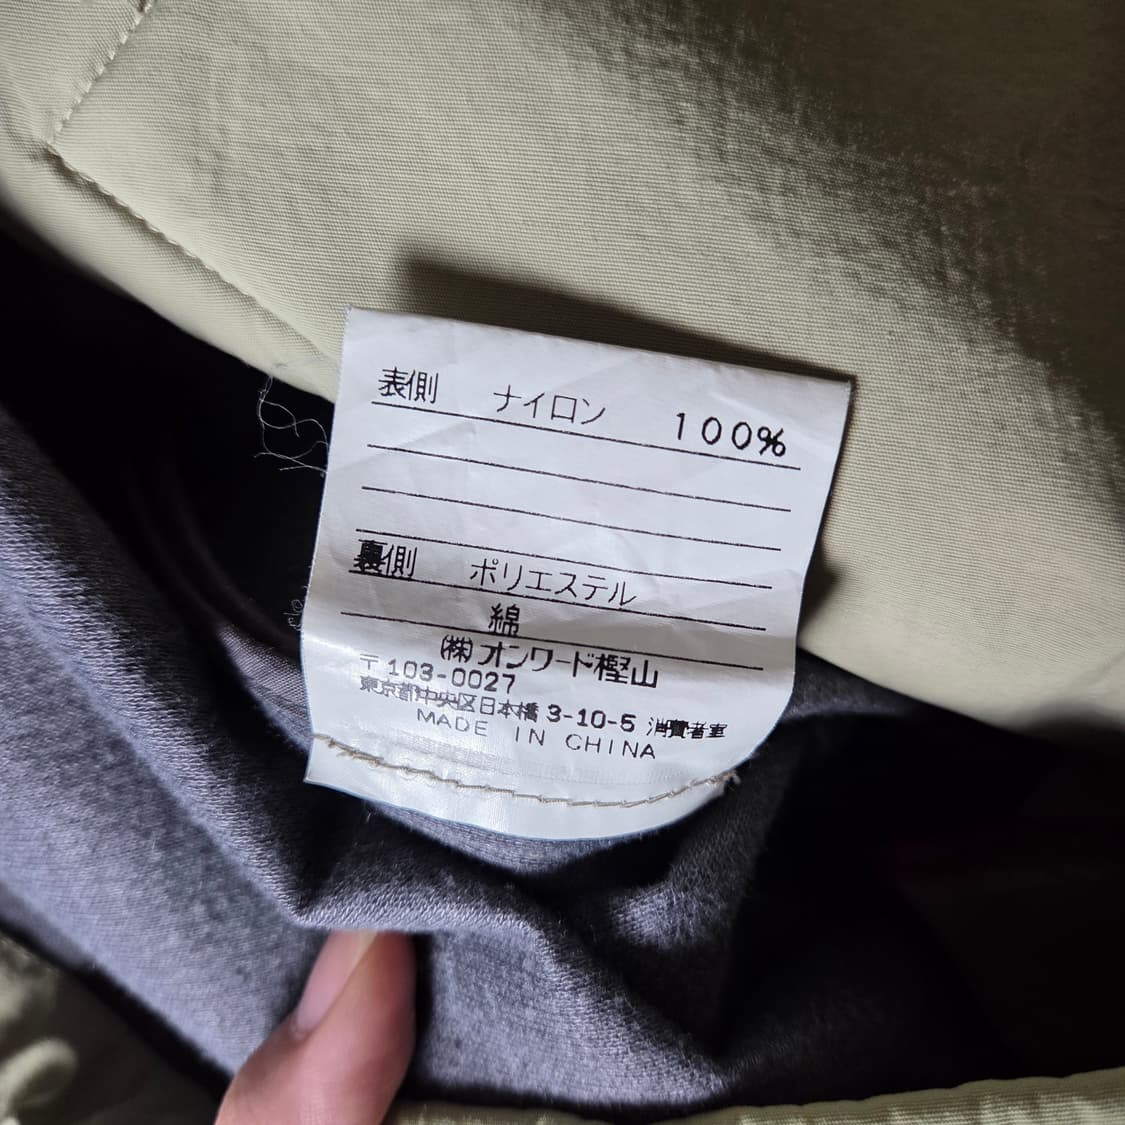 表側 ナイロン 100%
裏側 ポリエステル
綿
(株)オンワード樫山
〒103-0027
東京都中央区日本橋 3-10-5 消費者室
MADE IN CHINA